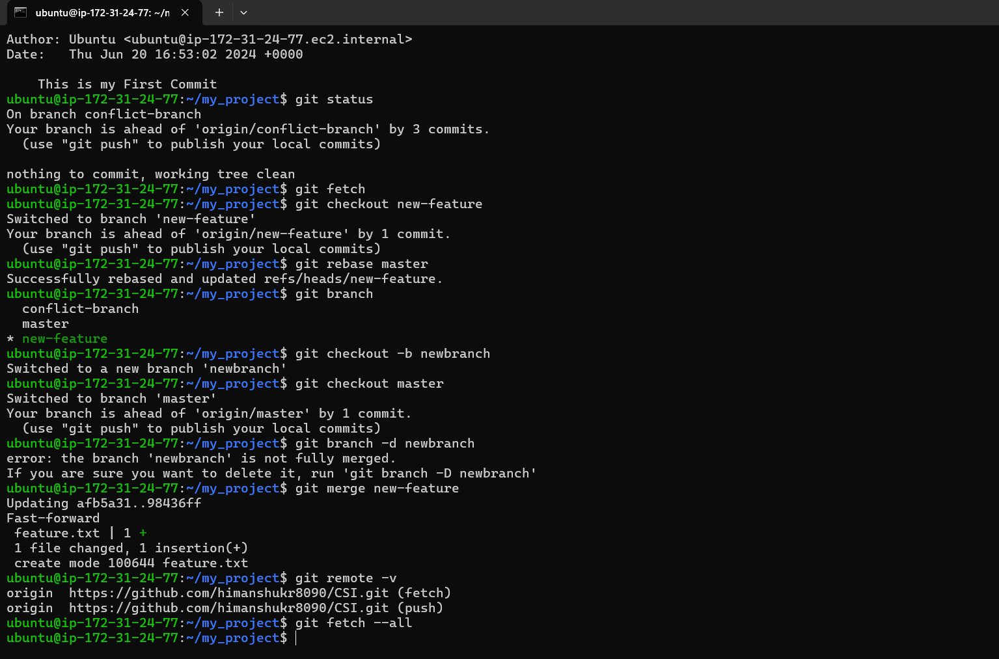 ubuntu@ip-172-31-24-77: ~/n
Author: Ubuntu <ubuntu@ip-172-31-24-77.ec2.internal>
Date:   Thu Jun 20 16:53:02 2024 +0000
    This is my First Commit
ubuntu@ip-172-31-24-77:~/my_project$ git status
On branch conflict-branch
Your branch is ahead of 'origin/conflict-branch' by 3 commits.
  (use "git push" to publish your local commits)
nothing to commit, working tree clean
ubuntu@ip-172-31-24-77:~/my_project$ git fetch
ubuntu@ip-172-31-24-77:~/my_project$ git checkout new-feature
Switched to branch 'new-feature'
Your branch is ahead of 'origin/new-feature' by 1 commit.
  (use "git push" to publish your local commits)
ubuntu@ip-172-31-24-77:~/my_project$ git rebase master
Successfully rebased and updated refs/heads/new-feature.
ubuntu@ip-172-31-24-77:~/my_project$ git branch
  conflict-branch
  master
* new-feature
ubuntu@ip-172-31-24-77:~/my_project$ git checkout -b newbranch
Switched to a new branch 'newbranch'
ubuntu@ip-172-31-24-77:~/my_project$ git checkout master
Switched to branch 'master'
Your branch is ahead of 'origin/master' by 1 commit.
  (use "git push" to publish your local commits)
ubuntu@ip-172-31-24-77:~/my_project$ git branch -d newbranch
error: the branch 'newbranch' is not fully merged.
If you are sure you want to delete it, run 'git branch -D newbranch'
ubuntu@ip-172-31-24-77:~/my_project$ git merge new-feature
Updating afb5a31..98436ff
Fast-forward
 feature.txt | 1 +
 1 file changed, 1 insertion(+)
 create mode 100644 feature.txt
ubuntu@ip-172-31-24-77:~/my_project$ git remote -v
origin  https://github.com/himanshukr8090/CSI.git (fetch)
origin  https://github.com/himanshukr8090/CSI.git (push)
ubuntu@ip-172-31-24-77:~/my_project$ git fetch --all
ubuntu@ip-172-31-24-77:~/my_project$